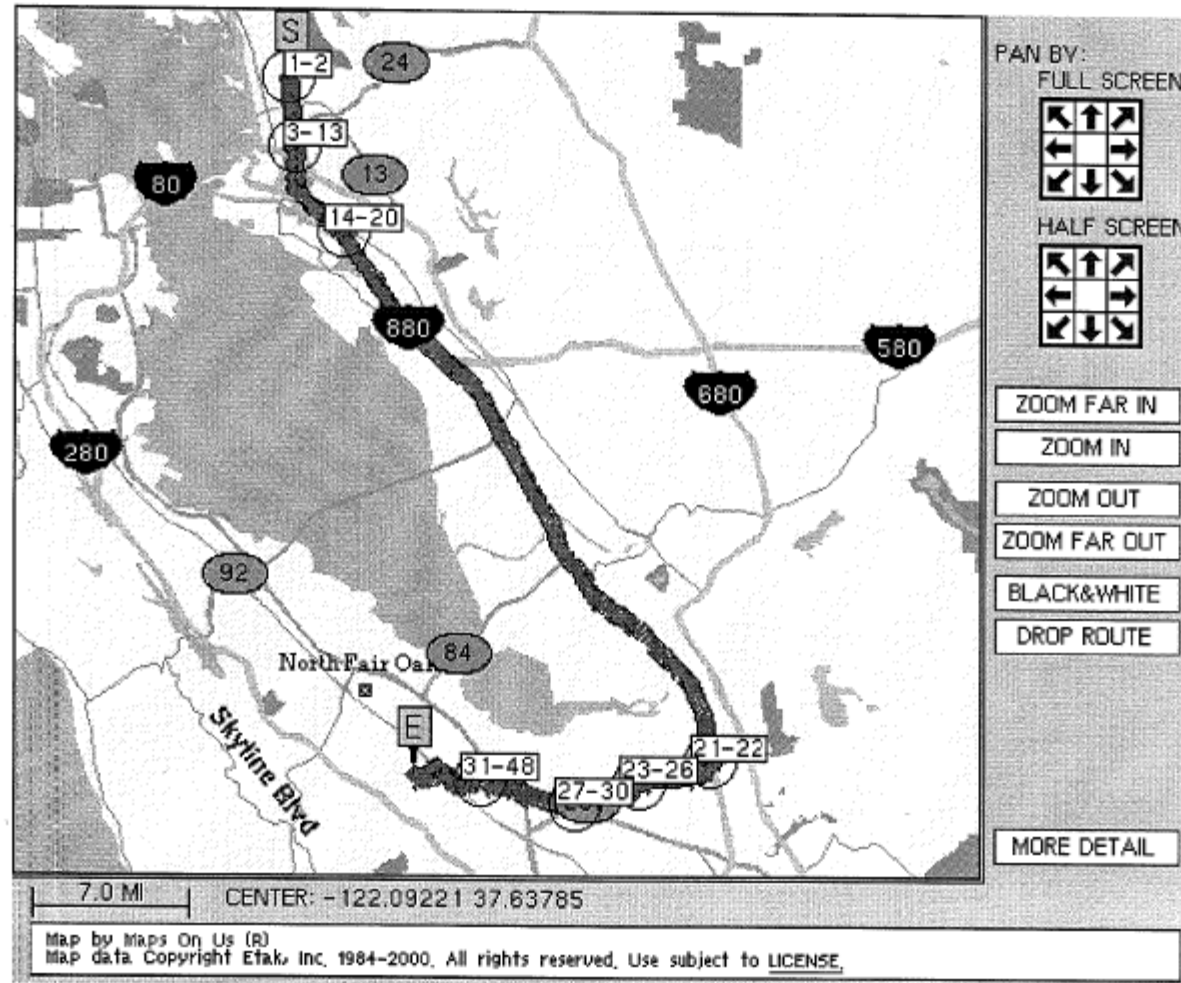 S
1-2
24
3-13
13
80
14-20
880
580
680
280
92
84
North Fair Oak
Skyline Blvd
E
21-22
23-26
31-48
27-30
PAN BY:
FULL SCREEN
HALF SCREEN
ZOOM FAR IN
ZOOM IN
ZOOM OUT
ZOOM FAR OUT
BLACK&WHITE
DROP ROUTE
MORE DETAIL
7.0 MI
CENTER: -122.09221 37.63785
Map by Maps On Us (R)
Map data Copyright Etak, Inc. 1984-2000. All rights reserved. Use subject to LICENSE.